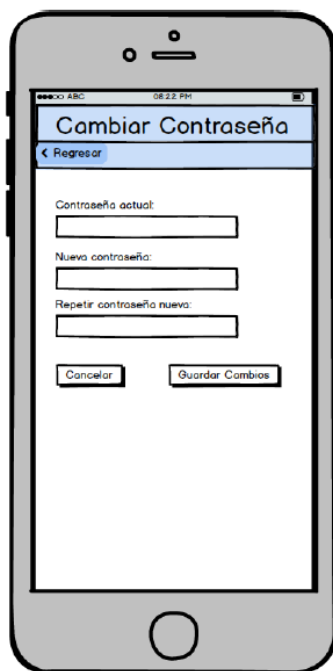 ABC 08:22 PM
Cambiar Contraseña
< Regresar
Contraseña actual:
Nueva contraseña:
Repetir contraseña nueva:
Cancelar Guardar Cambios